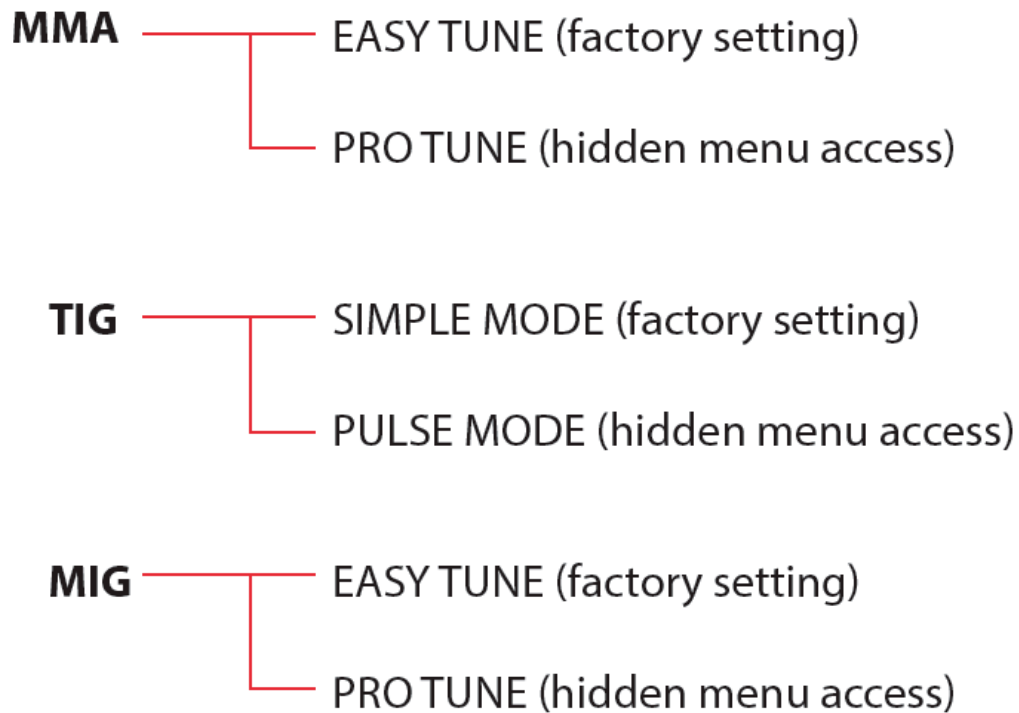 MMA EASY TUNE (factory setting)
PRO TUNE (hidden menu access)
TIG SIMPLE MODE (factory setting)
PULSE MODE (hidden menu access)
MIG EASY TUNE (factory setting)
PRO TUNE (hidden menu access)